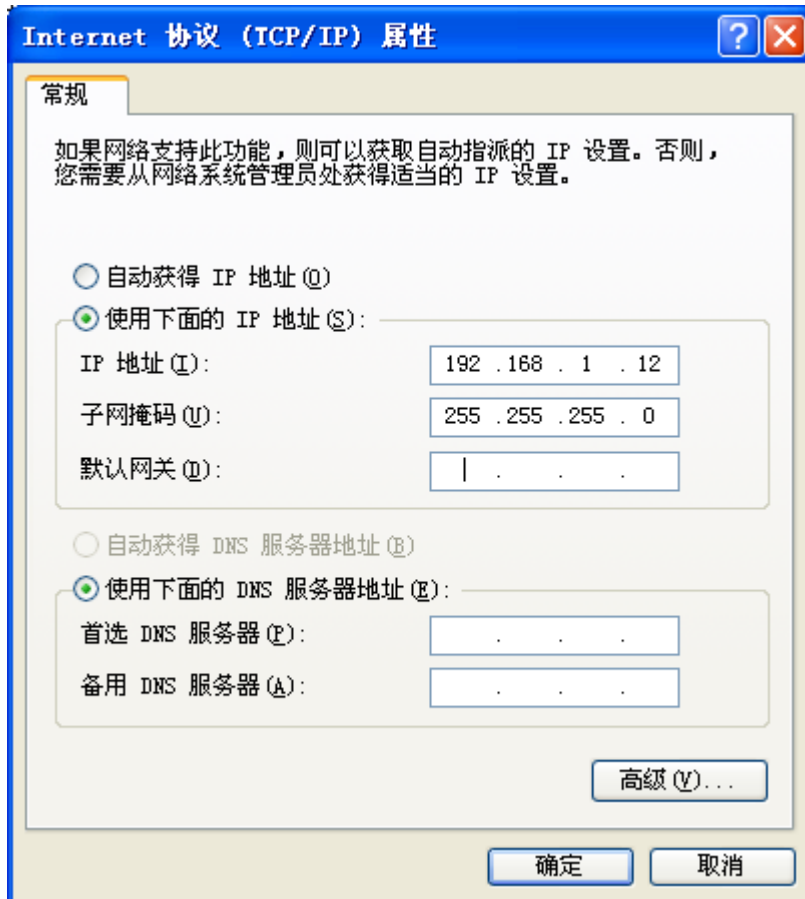 Internet 协议 (TCP/IP) 属性
常规
如果网络支持此功能，则可以获取自动指派的 IP 设置。否则，
您需要从网络系统管理员处获得适当的 IP 设置。
自动获得 IP 地址(O)
使用下面的 IP 地址(S):
IP 地址(I): 192 .168 . 1 . 12
子网掩码(U): 255 .255 .255 . 0
默认网关(D): . . .
自动获得 DNS 服务器地址(B)
使用下面的 DNS 服务器地址(E):
首选 DNS 服务器(P): . . .
备用 DNS 服务器(A): . . .
高级(V)...
确定 取消